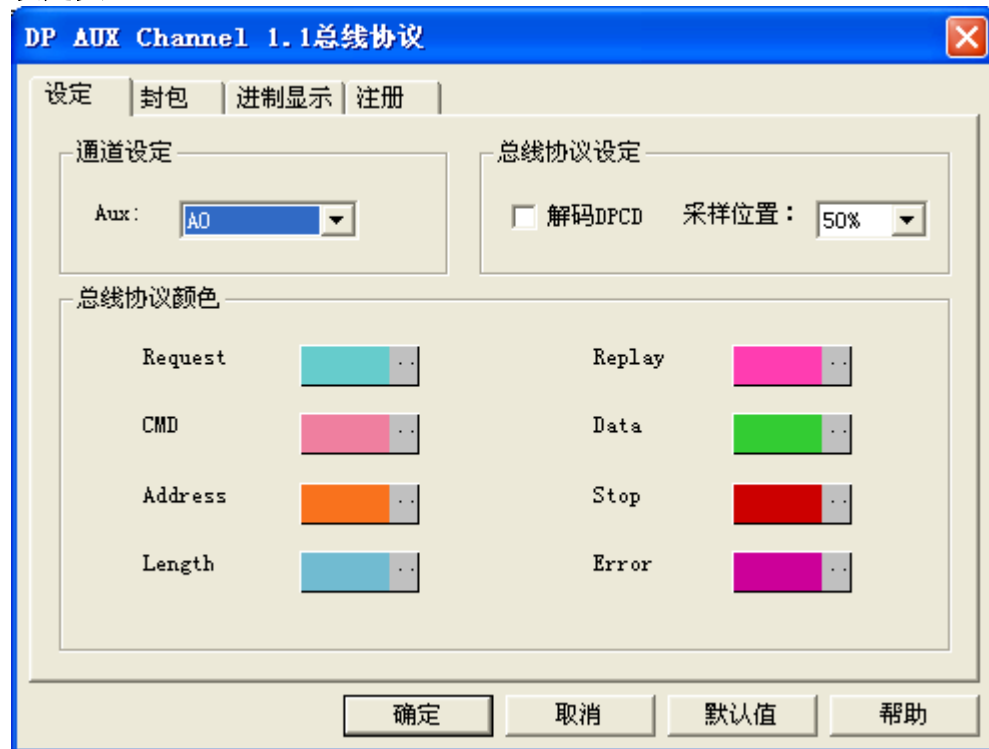 DP AUX Channel 1.1总线协议
设定 封包 进制显示 注册
通道设定
Aux: A0
总线协议设定
解码DPCD 采样位置： 50%
总线协议颜色
Request .. Replay ..
CMD .. Data ..
Address .. Stop ..
Length .. Error ..
确定 取消 默认值 帮助